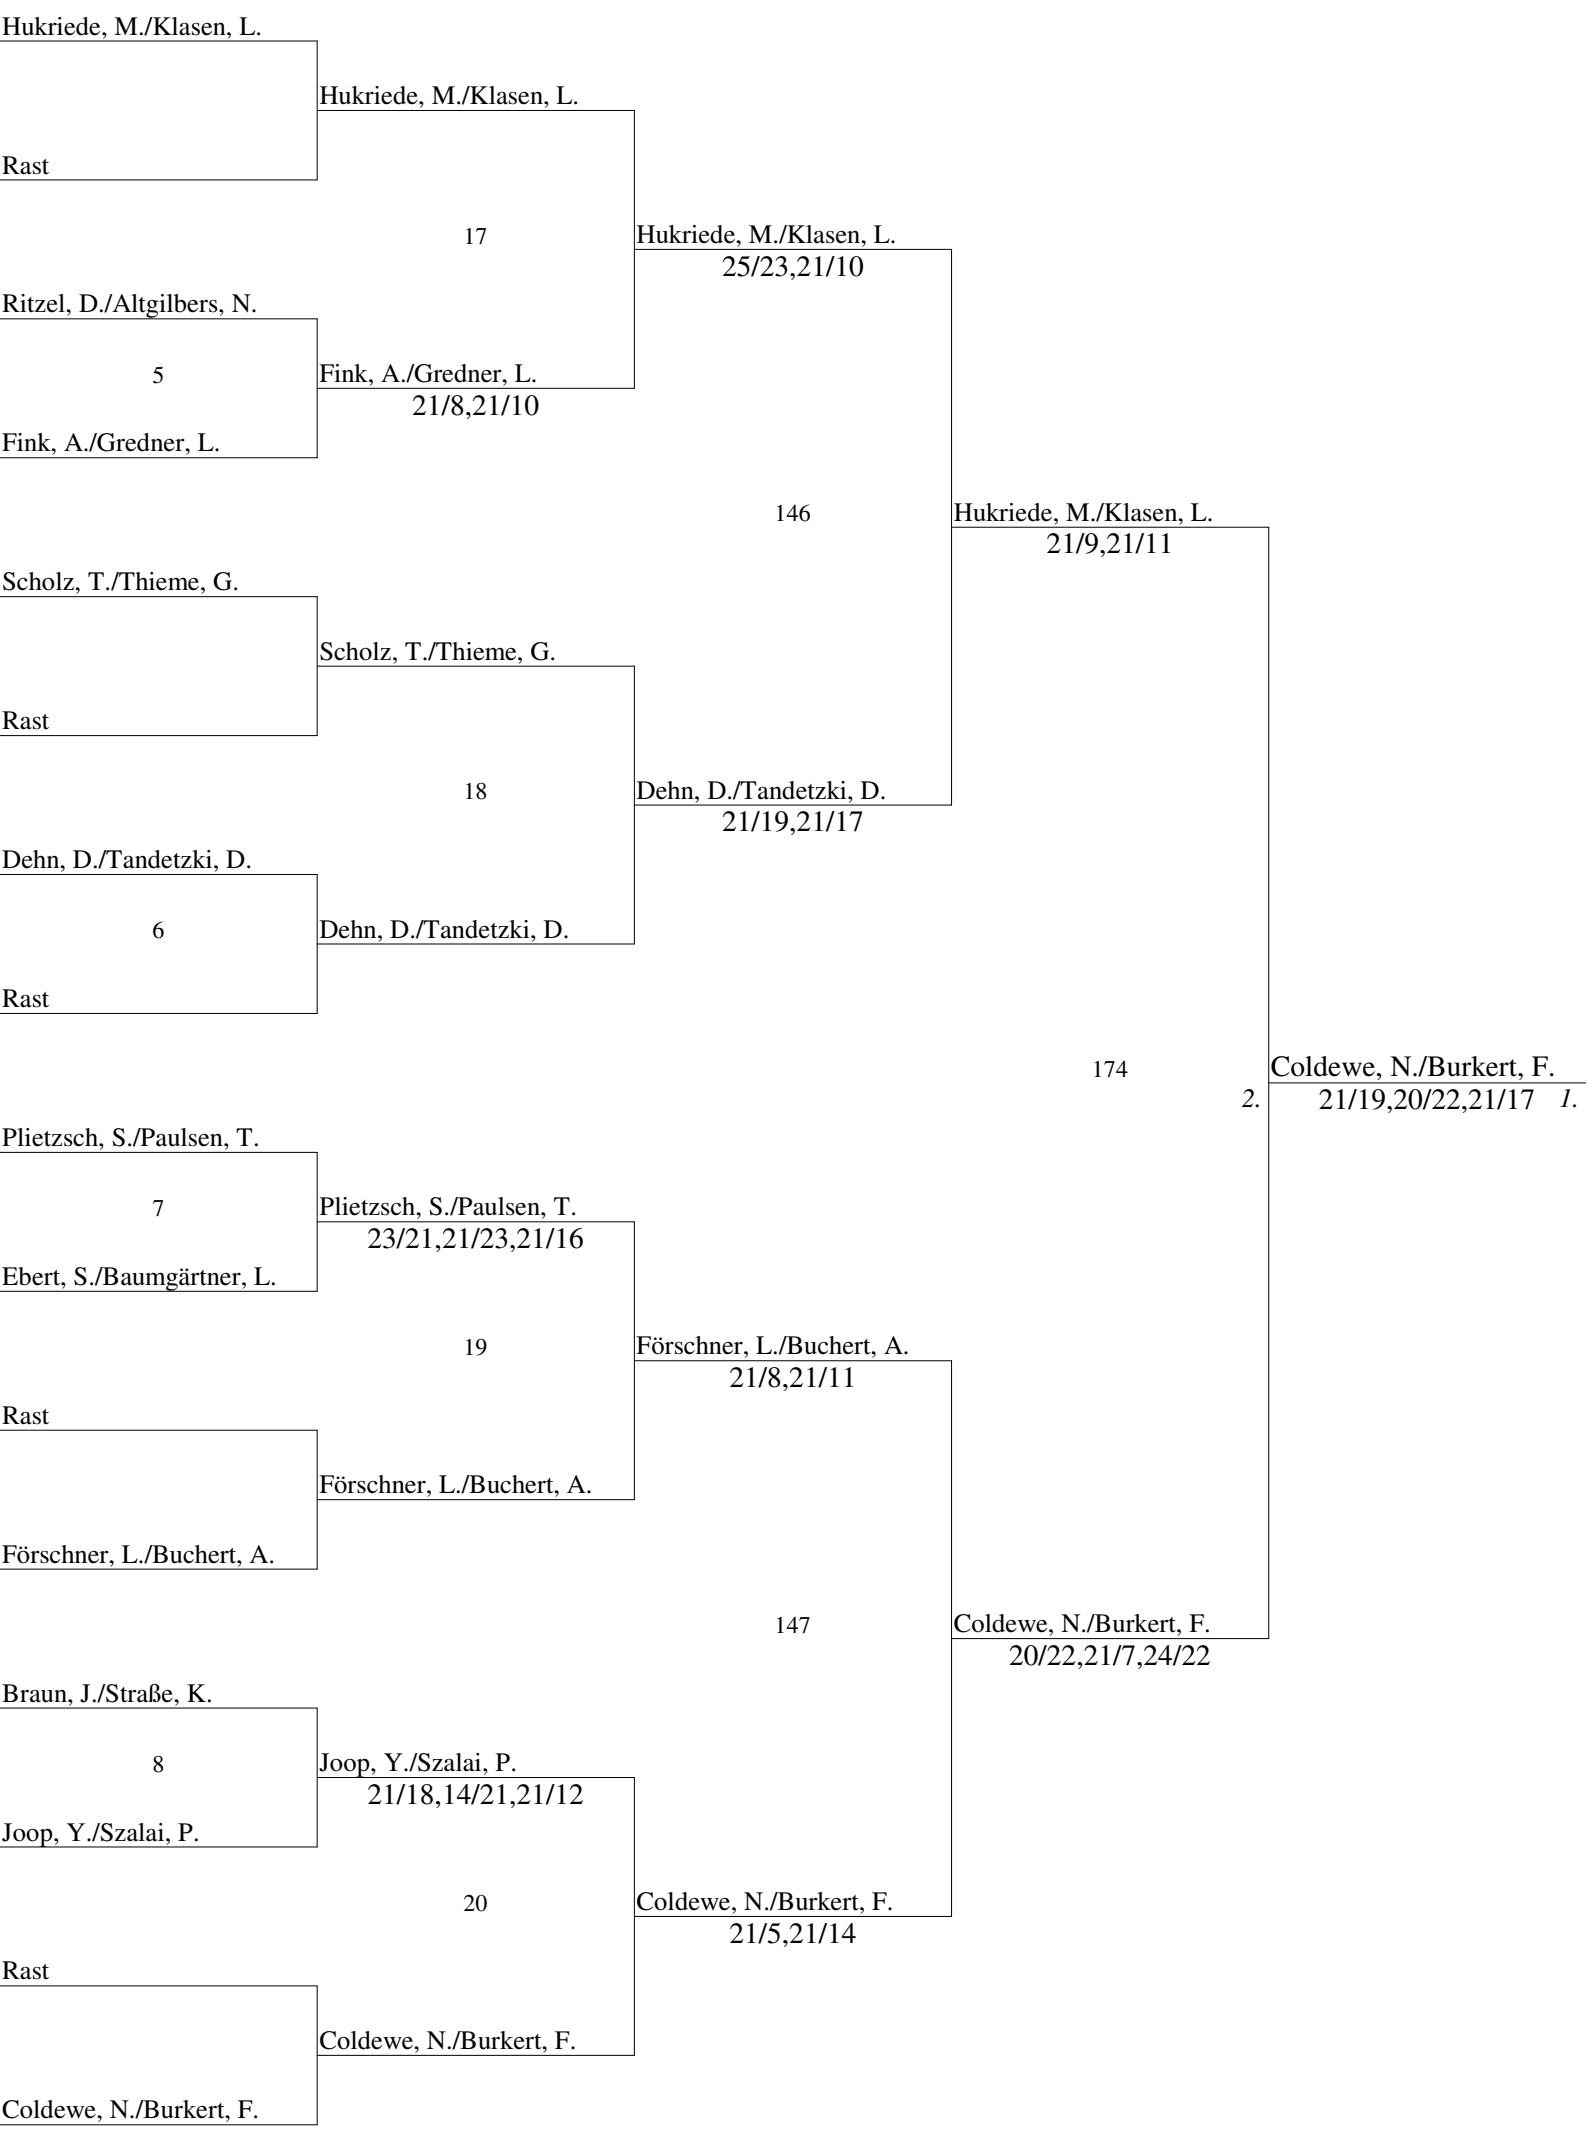 Hukriede, M./Klasen, L.
Hukriede, M./Klasen, L.
Rast
17
Hukriede, M./Klasen, L.
25/23,21/10
Ritzel, D./Altgilbers, N.
5
Fink, A./Gredner, L.
21/8,21/10
Fink, A./Gredner, L.
146
Hukriede, M./Klasen, L.
21/9,21/11
Scholz, T./Thieme, G.
Scholz, T./Thieme, G.
Rast
18
Dehn, D./Tandetzki, D.
21/19,21/17
Dehn, D./Tandetzki, D.
6
Dehn, D./Tandetzki, D.
Rast
174
Coldewe, N./Burkert, F.
2.
21/19,20/22,21/17
1.
Plietzsch, S./Paulsen, T.
7
Plietzsch, S./Paulsen, T.
23/21,21/23,21/16
Ebert, S./Baumgärtner, L.
19
Förschner, L./Buchert, A.
21/8,21/11
Rast
Förschner, L./Buchert, A.
Förschner, L./Buchert, A.
147
Coldewe, N./Burkert, F.
20/22,21/7,24/22
Braun, J./Straße, K.
8
Joop, Y./Szalai, P.
21/18,14/21,21/12
Joop, Y./Szalai, P.
20
Coldewe, N./Burkert, F.
21/5,21/14
Rast
Coldewe, N./Burkert, F.
Coldewe, N./Burkert, F.